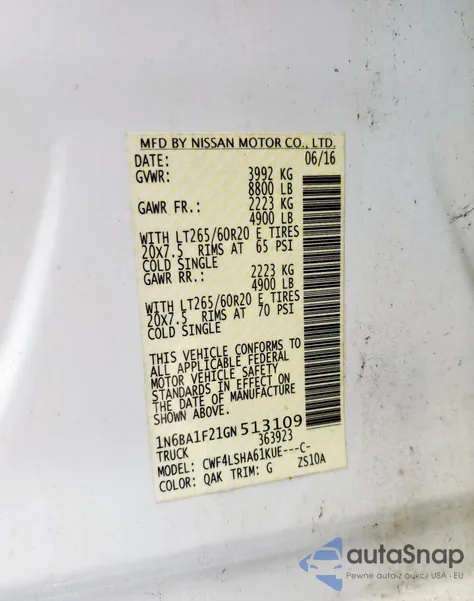 MFD BY NISSAN MOTOR CO., LTD.
DATE: 06/16
GVWR: 3992 KG
8800 LB
GAWR FR.: 2223 KG
4900 LB
WITH LT265/60R20 E TIRES
20X7.5 RIMS AT 65 PSI
COLD SINGLE
GAWR RR.: 2223 KG
4900 LB
WITH LT265/60R20 E TIRES
20X7.5 RIMS AT 70 PSI
COLD SINGLE
THIS VEHICLE CONFORMS TO
ALL APPLICABLE FEDERAL
MOTOR VEHICLE SAFETY
STANDARDS IN EFFECT ON
THE DATE OF MANUFACTURE
SHOWN ABOVE.
1N6BA1F21GN 513109
TRUCK 363923
MODEL: CWF4LSHA61KUE---C-
COLOR: QAK TRIM: G ZS10A
autaSnap
Pewne auta z aukcji USA · EU